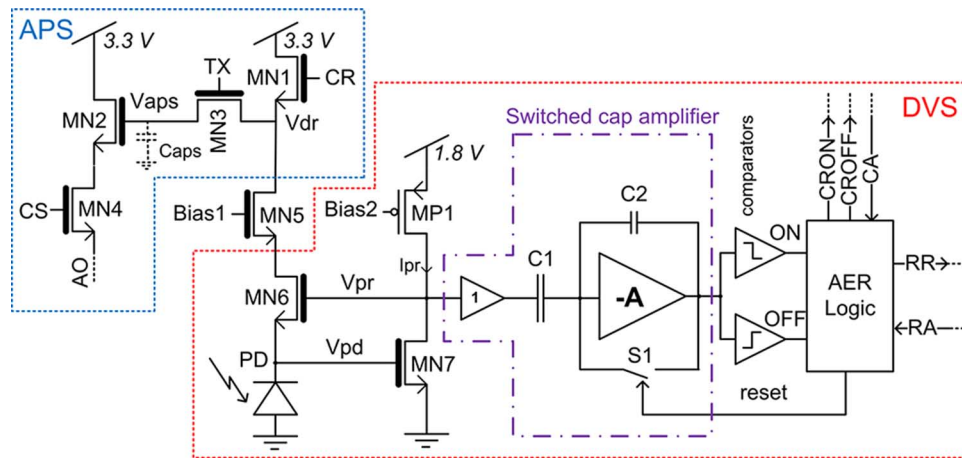 APS
3.3 V
3.3 V
TX
MN1
CR
Vaps
MN2
MN3
Vdr
Caps
CS
MN4
AO
Bias1
MN5
DVS
Switched cap amplifier
1.8 V
Bias2
MP1
Ipr
C1
C2
1
-A
S1
comparators
ON
OFF
CRON
CROFF
CA
AER
Logic
RR
RA
reset
MN6
Vpr
PD
Vpd
MN7